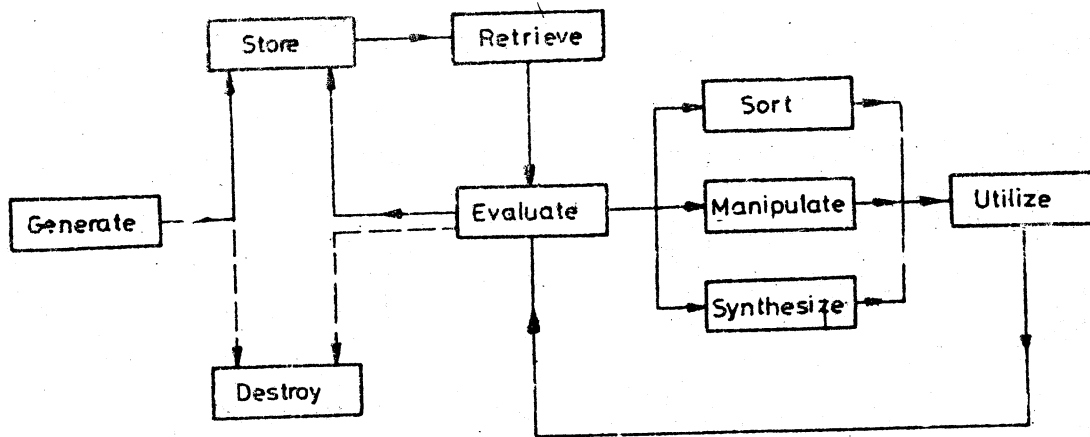 Store
Retrieve
Sort
Generate
Evaluate
Manipulate
Utilize
Synthesize
Destroy